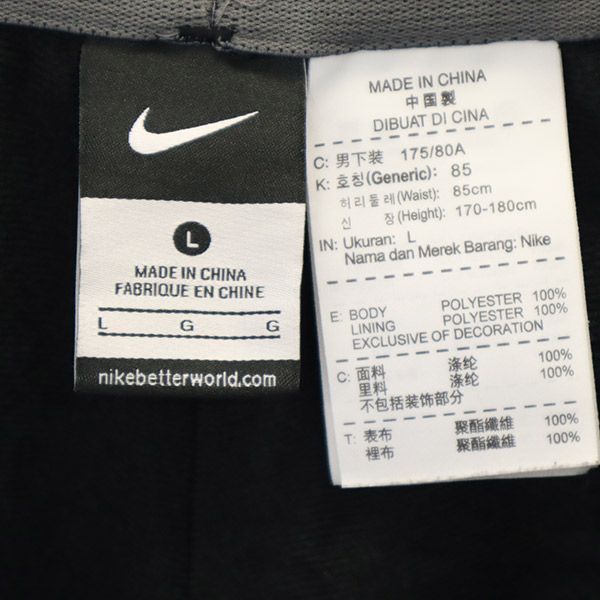 L
MADE IN CHINA
FABRIQUE EN CHINE
L G G
nikebetterworld.com
MADE IN CHINA
中国製
DIBUAT DI CINA
C: 男下装 175/80A
K: 호칭(Generic): 85
허리둘레(Waist): 85cm
신 장(Height): 170-180cm
IN: Ukuran: L
Nama dan Merek Barang: Nike
E: BODY POLYESTER 100%
LINING POLYESTER 100%
EXCLUSIVE OF DECORATION
C: 面料 涤纶 100%
里料 涤纶 100%
不包括装饰部分
T: 表布 聚酯纖維 100%
裡布 聚酯纖維 100%